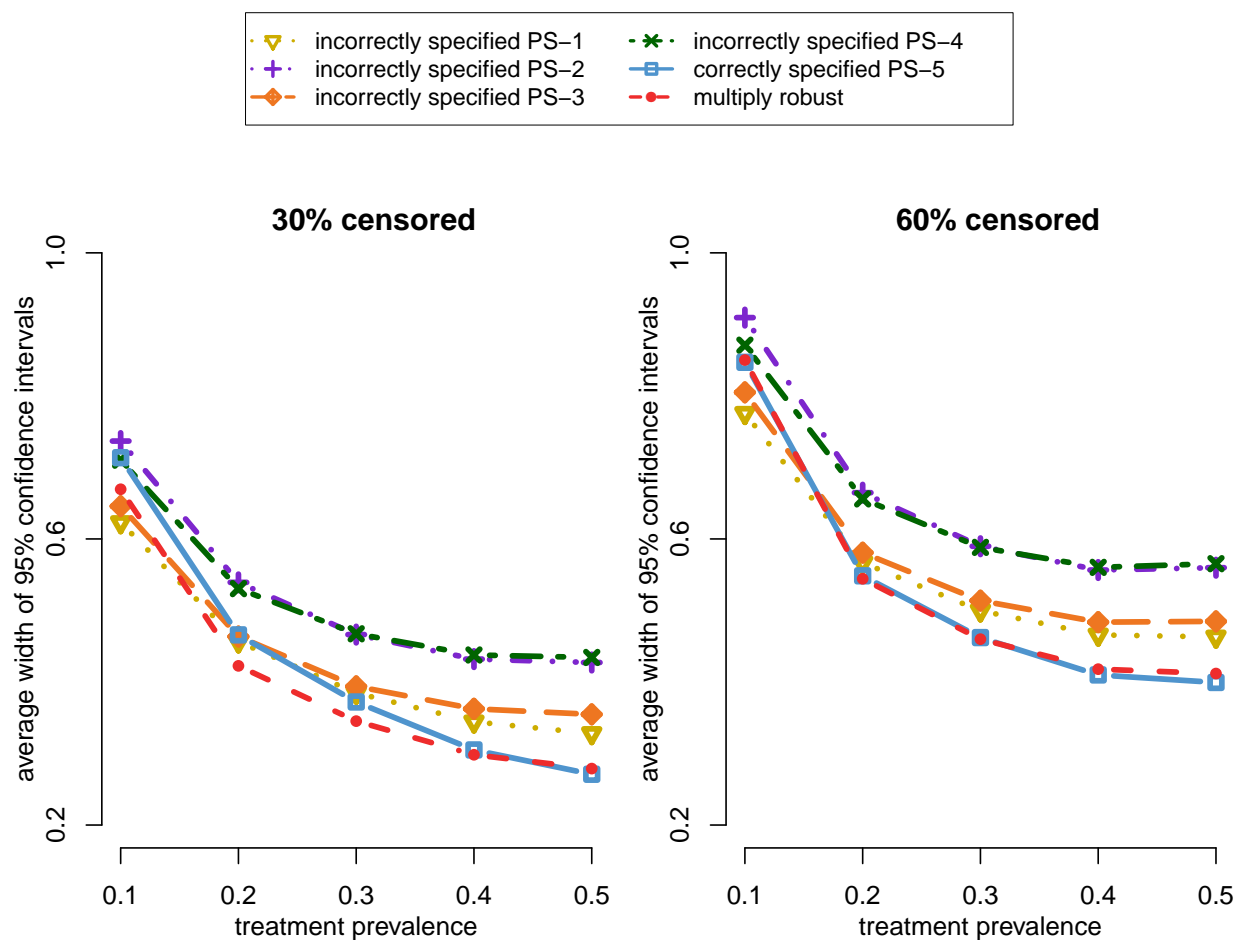 incorrectly specified PS−1
incorrectly specified PS−2
incorrectly specified PS−3
incorrectly specified PS−4
correctly specified PS−5
multiply robust
30% censored
average width of 95% confidence intervals
1.0
0.6
0.2
0.1 0.2 0.3 0.4 0.5
treatment prevalence
60% censored
average width of 95% confidence intervals
1.0
0.6
0.2
0.1 0.2 0.3 0.4 0.5
treatment prevalence